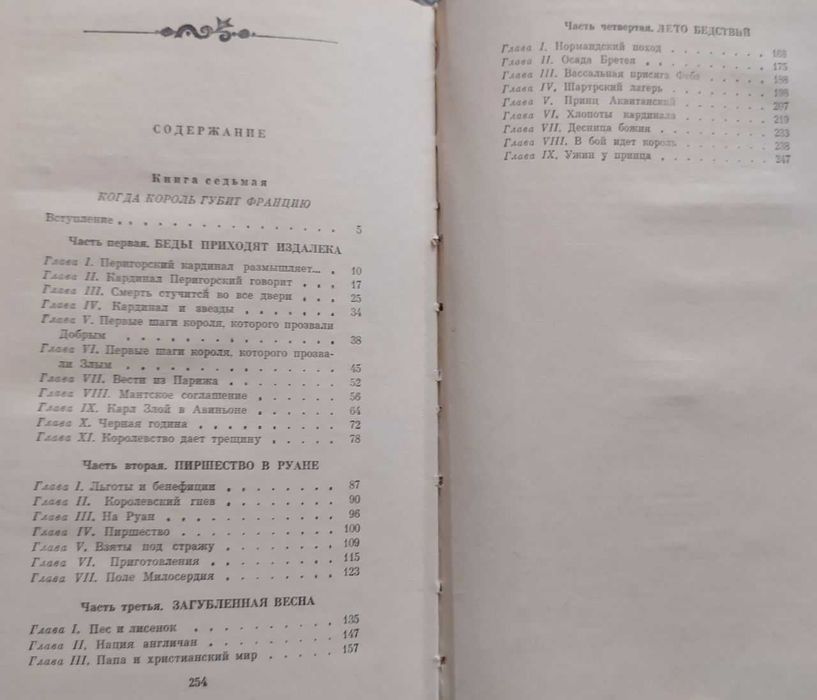 СОДЕРЖАНИЕ
Книга седьмая
КОГДА КОРОЛЬ ГУБИТ ФРАНЦИЮ
Вступление . . . . . . . . . . . . . . 5
Часть первая. БЕДЫ ПРИХОДЯТ ИЗДАЛЕКА
Глава I. Перигорский кардинал размышляет... . 10
Глава II. Кардинал Перигорский говорит . . . 17
Глава III. Смерть стучится во все двери . . . 25
Глава IV. Кардинал и звезды . . . . . . . 34
Глава V. Первые шаги короля, которого прозвали
Добрым . . . . . . . . . . . . . 38
Глава VI. Первые шаги короля, которого прозва-
ли Злым . . . . . . . . . . . . . 45
Глава VII. Вести из Парижа . . . . . . . . 52
Глава VIII. Мантское соглашение . . . . . . 56
Глава IX. Карл Злой в Авиньоне . . . . . . 64
Глава X. Черная година . . . . . . . . . 72
Глава XI. Королевство дает трещину . . . . . 78
Часть вторая. ПИРШЕСТВО В РУАНЕ
Глава I. Льготы и бенефиции . . . . . . . 87
Глава II. Королевский гнев . . . . . . . . 90
Глава III. На Руан . . . . . . . . . . . 96
Глава IV. Пиршество . . . . . . . . . . 100
Глава V. Взяты под стражу . . . . . . . . 109
Глава VI. Приготовления . . . . . . . . . 115
Глава VII. Поле Милосердия . . . . . . . . 123
Часть третья. ЗАГУБЛЕННАЯ ВЕСНА
Глава I. Пес и лисенок . . . . . . . . . 135
Глава II. Нация англичан . . . . . . . . 147
Глава III. Папа и христианский мир . . . . . 157
254
Часть четвертая. ЛЕТО БЕДСТВИЙ
Глава I. Нормандский поход . . . . . . . 168
Глава II. Осада Бретея . . . . . . . . . 175
Глава III. Вассальная присяга Феба . . . . . 188
Глава IV. Шартрский лагерь . . . . . . . . 198
Глава V. Принц Аквитанский . . . . . . . 207
Глава VI. Хлопоты кардинала . . . . . . . 219
Глава VII. Десница божия . . . . . . . . 233
Глава VIII. В бой идет король . . . . . . . 238
Глава IX. Ужин у принца . . . . . . . . 247